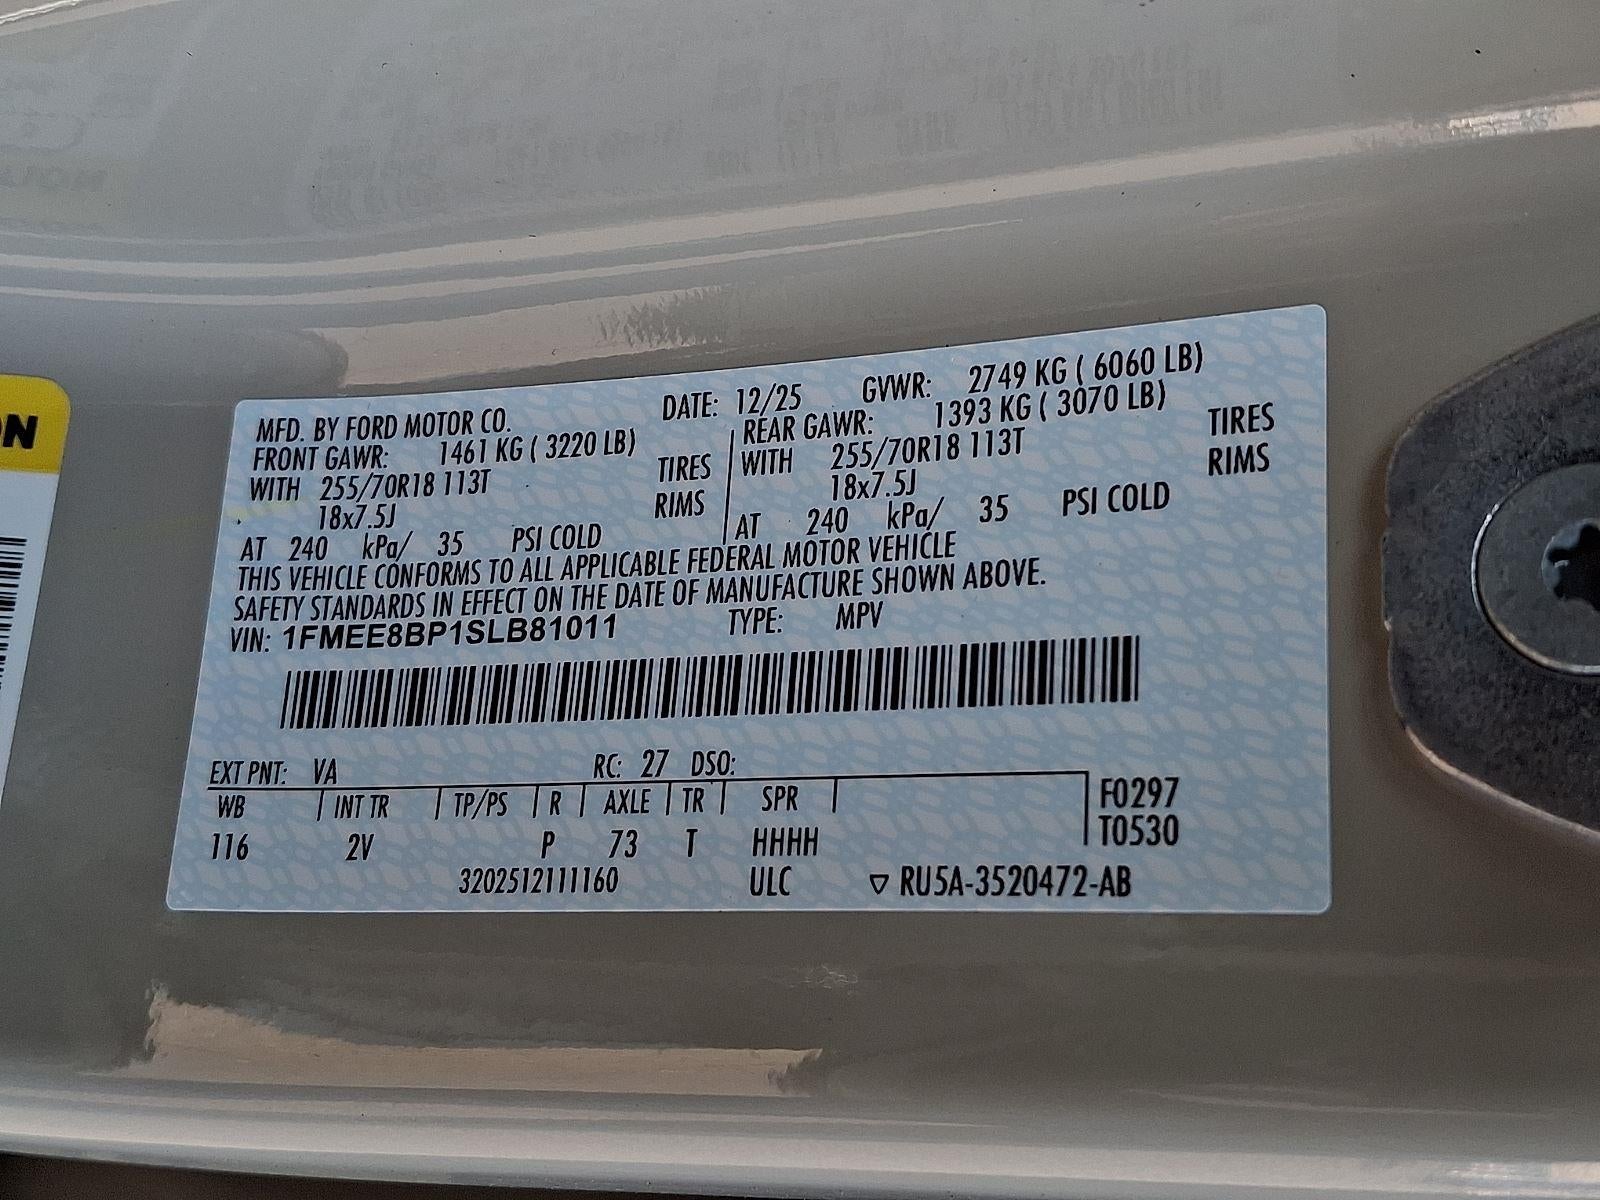 ON
MFD. BY FORD MOTOR CO. DATE: 12/25 GVWR: 2749 KG ( 6060 LB)
FRONT GAWR: 1461 KG ( 3220 LB) REAR GAWR: 1393 KG ( 3070 LB)
WITH 255/70R18 113T TIRES WITH 255/70R18 113T TIRES
18x7.5J RIMS 18x7.5J RIMS
AT 240 kPa/ 35 PSI COLD AT 240 kPa/ 35 PSI COLD
THIS VEHICLE CONFORMS TO ALL APPLICABLE FEDERAL MOTOR VEHICLE
SAFETY STANDARDS IN EFFECT ON THE DATE OF MANUFACTURE SHOWN ABOVE.
VIN: 1FMEE8BP1SLB81011 TYPE: MPV
EXT PNT: VA RC: 27 DSO:
WB INT TR TP/PS R AXLE TR SPR F0297
116 2V P 73 T HHHH T0530
3202512111160 ULC ▽ RU5A-3520472-AB